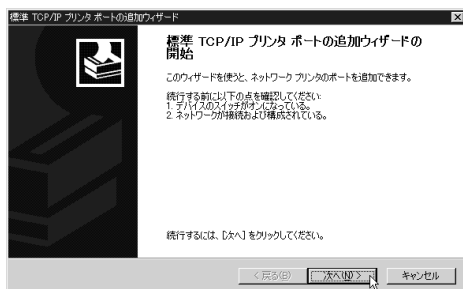 標準 TCP/IP プリンタ ポートの追加ウィザード
標準 TCP/IP プリンタ ポートの追加ウィザードの
開始
このウィザードを使うと、ネットワーク プリンタのポートを追加できます。
続行する前に以下の点を確認してください:
1. デバイスのスイッチがオンになっている。
2. ネットワークが接続および構成されている。
続行するには、[次へ] をクリックしてください。
< 戻る(B)
次へ(N) >
キャンセル